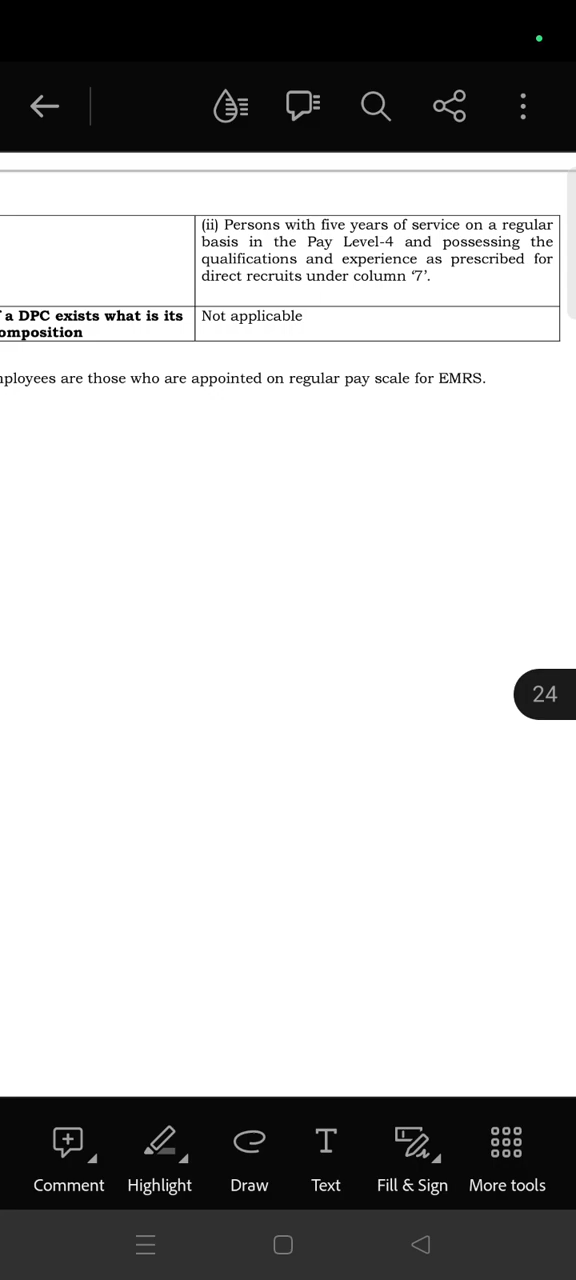 (ii) Persons with five years of service on a regular
basis in the Pay Level-4 and possessing the
qualifications and experience as prescribed for
direct recruits under column ‘7’.
a DPC exists what is its
omposition
Not applicable
mployees are those who are appointed on regular pay scale for EMRS.
24
Comment
Highlight
Draw
Text
Fill & Sign
More tools